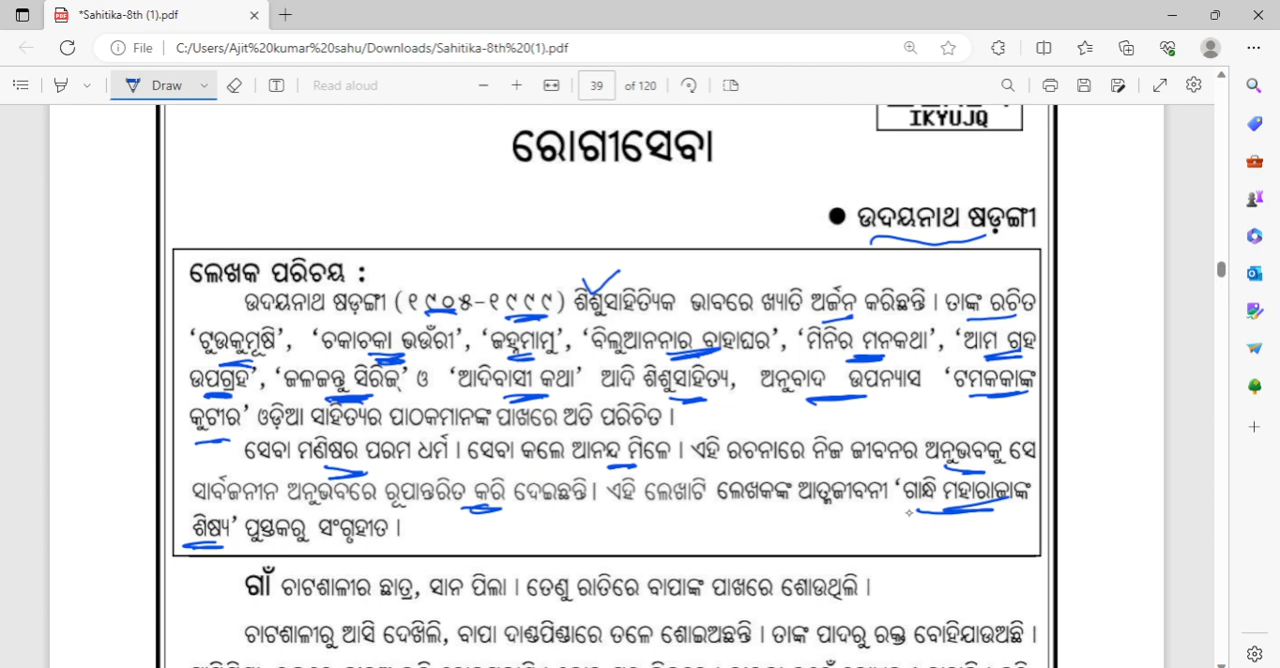 *Sahitika-8th (1).pdf
File C:/Users/Ajit%20kumar%20sahu/Downloads/Sahitika-8th%20(1).pdf
Draw Read aloud 39 of 120
IKYUJQ
ରୋଗୀସେବା
● ଉଦୟନାଥ ଷଡ଼ଙ୍ଗୀ
ଲେଖକ ପରିଚୟ :
ଉଦୟନାଥ ଷଡ଼ଙ୍ଗୀ (୧୯୦୫-୧୯୯୯) ଶିଶୁସାହିତ୍ୟିକ ଭାବରେ ଖ୍ୟାତି ଅର୍ଜନ କରିଛନ୍ତି । ତାଙ୍କ ରଚିତ
‘ଟୁଉକୁମୂଷି’, ‘ଚକାଚକା ଭଉଁରୀ’, ‘ଜହ୍ନମାମୁ’, ‘ବିଲୁଆନନାର ବାହାଘର’, ‘ମିନିର ମନକଥା’, ‘ଆମ ଗ୍ରହ
ଉପଗ୍ରହ’, ‘ଜଳଜନ୍ତୁ ସିରିଜ୍’ ଓ ‘ଆଦିବାସୀ କଥା’ ଆଦି ଶିଶୁସାହିତ୍ୟ, ଅନୁବାଦ ଉପନ୍ୟାସ ‘ଟମକକାଙ୍କ
କୁଟୀର’ ଓଡ଼ିଆ ସାହିତ୍ୟର ପାଠକମାନଙ୍କ ପାଖରେ ଅତି ପରିଚିତ ।
ସେବା ମଣିଷର ପରମ ଧର୍ମ । ସେବା କଲେ ଆନନ୍ଦ ମିଳେ । ଏହି ରଚନାରେ ନିଜ ଜୀବନର ଅନୁଭବକୁ ସେ
ସାର୍ବଜନୀନ ଅନୁଭବରେ ରୂପାନ୍ତରିତ କରି ଦେଇଛନ୍ତି । ଏହି ଲେଖାଟି ଲେଖକଙ୍କ ଆତ୍ମଜୀବନୀ ‘ଗାନ୍ଧି ମହାରାଜାଙ୍କ
ଶିଷ୍ୟ’ ପୁସ୍ତକରୁ ସଂଗୃହୀତ ।
ଗାଁ ଚାଟଶାଳୀର ଛାତ୍ର, ସାନ ପିଲା । ତେଣୁ ରାତିରେ ବାପାଙ୍କ ପାଖରେ ଶୋଉଥିଲି ।
ଚାଟଶାଳୀରୁ ଆସି ଦେଖିଲି, ବାପା ଦାଣ୍ଡପିଣ୍ଡାରେ ତଳେ ଶୋଇଅଛନ୍ତି । ତାଙ୍କ ପାଦରୁ ରକ୍ତ ବୋହିଯାଉଅଛି ।